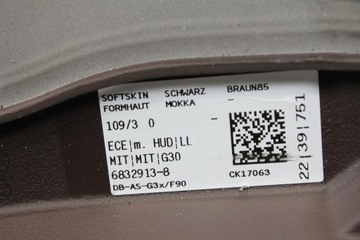 SOFTSKIN SCHWARZ BRAUN85
FORMHAUT MOKKA -
109/3 0 -
ECE|m. HUD|LL
MIT|MIT|G30
6832913-8
DB-AS-G3x/F90
CK17063
22|39|751